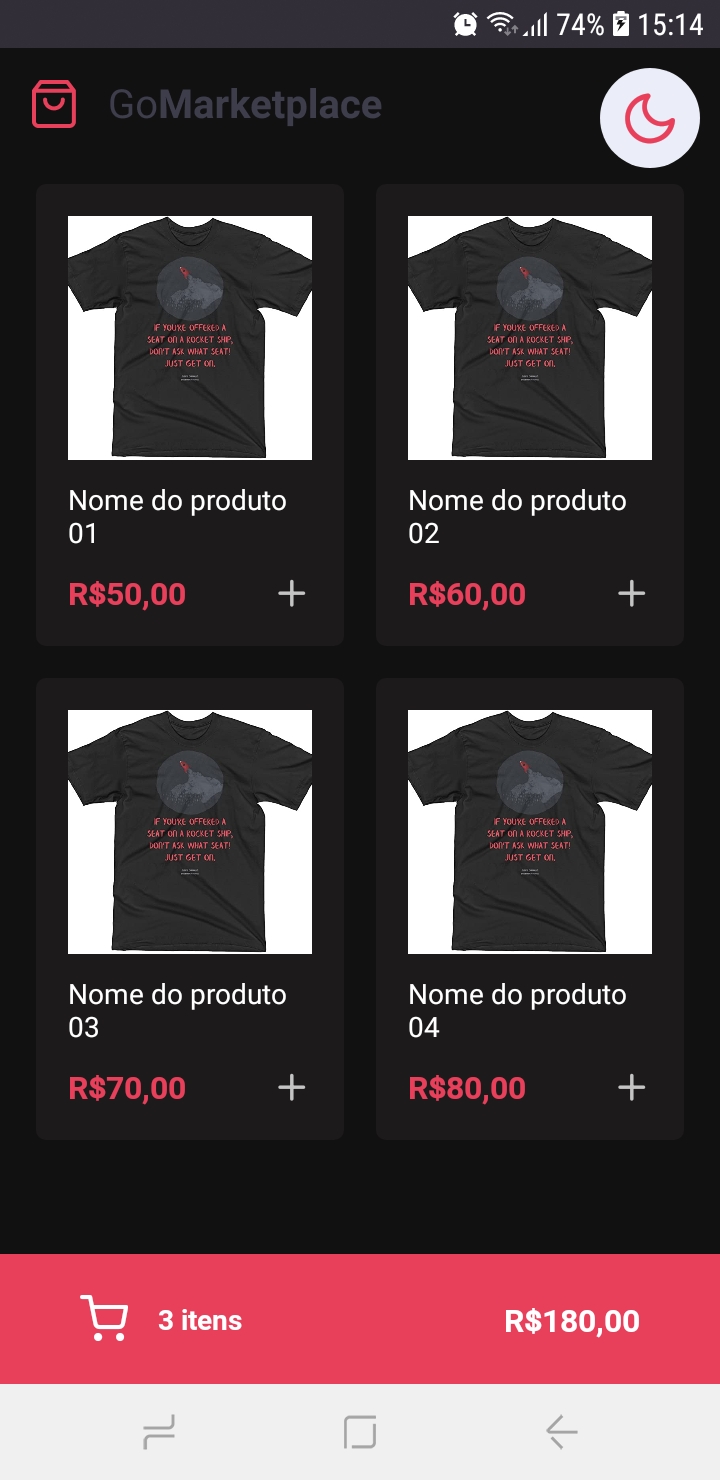 74% 15:14
GoMarketplace
IF YOU'RE OFFERED A
SEAT ON A ROCKET SHIP,
DON'T ASK WHAT SEAT!
JUST GET ON.
IF YOU'RE OFFERED A
SEAT ON A ROCKET SHIP,
DON'T ASK WHAT SEAT!
JUST GET ON.
Nome do produto
01
Nome do produto
02
R$50,00
R$60,00
IF YOU'RE OFFERED A
SEAT ON A ROCKET SHIP,
DON'T ASK WHAT SEAT!
JUST GET ON.
IF YOU'RE OFFERED A
SEAT ON A ROCKET SHIP,
DON'T ASK WHAT SEAT!
JUST GET ON.
Nome do produto
03
Nome do produto
04
R$70,00
R$80,00
3 itens
R$180,00